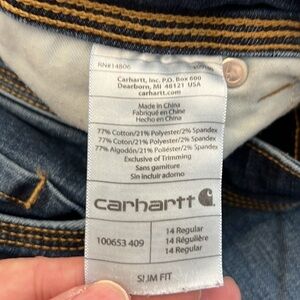 RN#14806
Carhartt, Inc. P.O. Box 600
Dearborn, MI 48121 USA
carhartt.com
Made in China
Fabriqué en Chine
Hecho en China
77% Cotton/21% Polyester/2% Spandex
77% Coton/21% Polyester/2% Spandex
77% Algodón/21% Poliéster/2% Spandex
Exclusive of Trimming
Sans garniture
Sin incluir adorno
carhartt
100653 409
14 Regular
14 Régulière
14 Regular
SLIM FIT